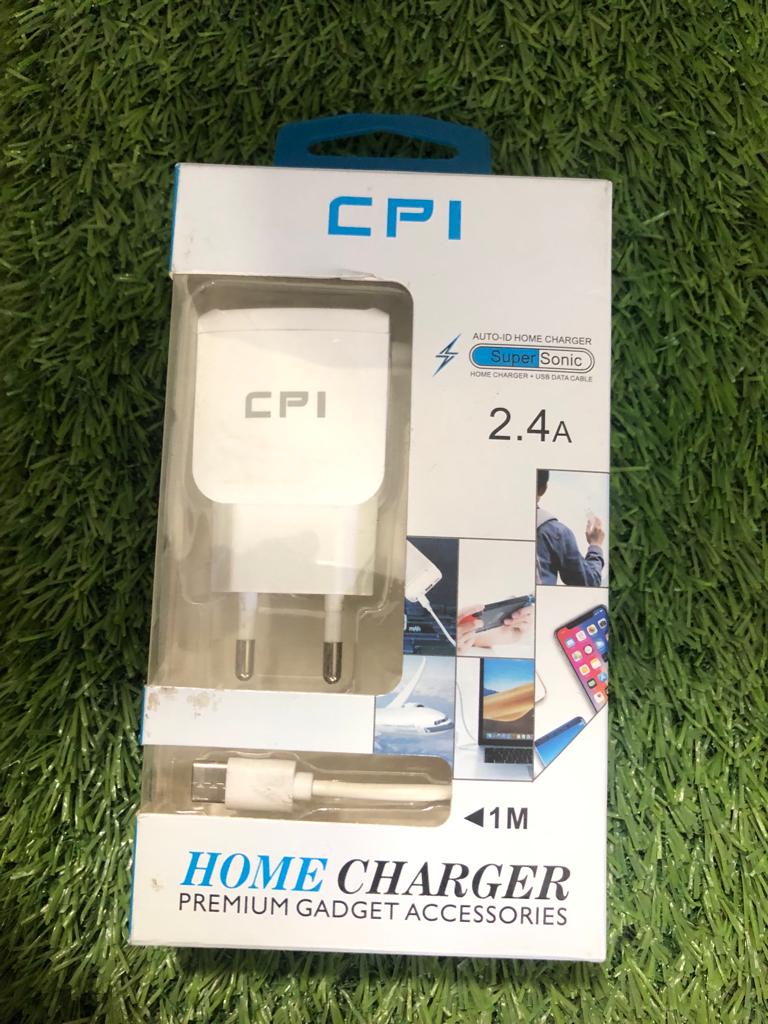 CPI
CPI
AUTO-ID HOME CHARGER
Super Sonic
HOME CHARGER + USB DATA CABLE
2.4A
mAh
◀1M
HOME CHARGER
PREMIUM GADGET ACCESSORIES